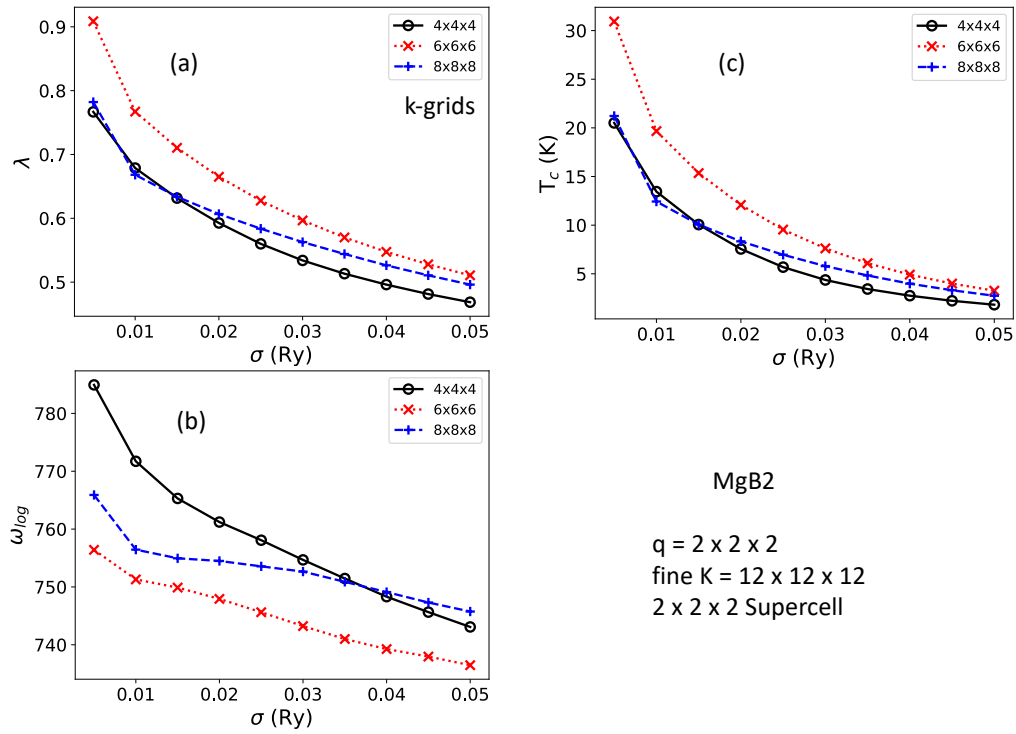 0.9
0.8
0.7
0.6
0.5
λ
(a)
4x4x4
6x6x6
8x8x8
k-grids
0.01
0.02
0.03
0.04
0.05
σ (Ry)
30
25
20
15
10
5
T_c (K)
(c)
4x4x4
6x6x6
8x8x8
0.01
0.02
0.03
0.04
0.05
σ (Ry)
780
770
760
750
740
ω_log
(b)
4x4x4
6x6x6
8x8x8
0.01
0.02
0.03
0.04
0.05
σ (Ry)
MgB2
q = 2 x 2 x 2
fine K = 12 x 12 x 12
2 x 2 x 2 Supercell